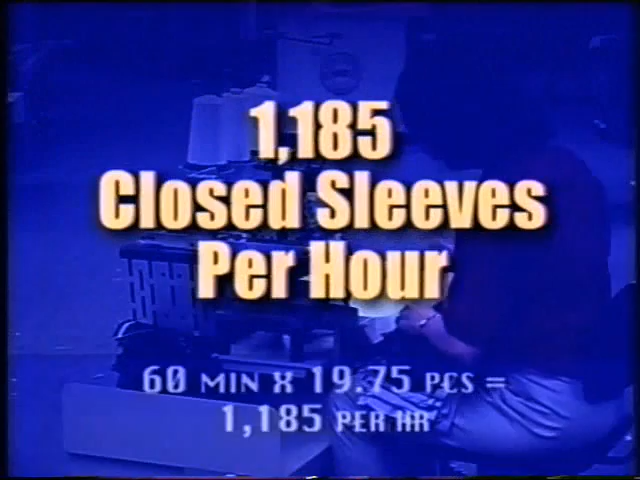 1,185
Closed Sleeves
Per Hour
60 MIN X 19.75 PCS =
1,185 PER HR